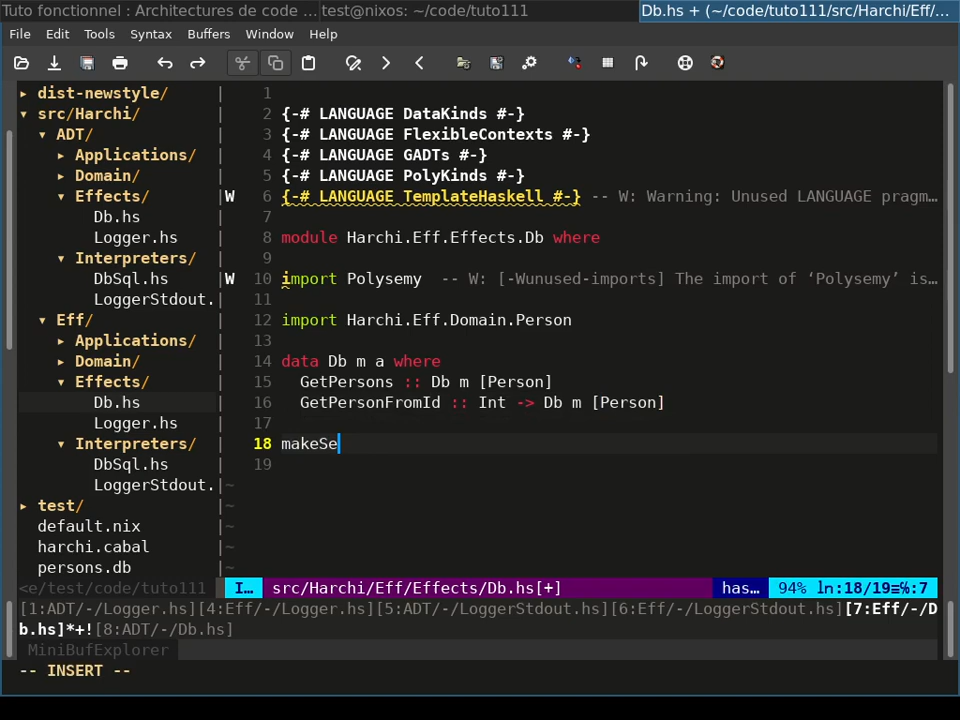 Tuto fonctionnel : Architectures de code ... test@nixos: ~/code/tuto111 Db.hs + (~/code/tuto111/src/Harchi/Eff/...
File Edit Tools Syntax Buffers Window Help
▸ dist-newstyle/ | 1
▾ src/Harchi/ | 2 {-# LANGUAGE DataKinds #-}
▾ ADT/ | 3 {-# LANGUAGE FlexibleContexts #-}
▸ Applications/ | 4 {-# LANGUAGE GADTs #-}
▸ Domain/ | 5 {-# LANGUAGE PolyKinds #-}
▾ Effects/ |W 6 {-# LANGUAGE TemplateHaskell #-} -- W: Warning: Unused LANGUAGE pragm…
Db.hs | 7
Logger.hs | 8 module Harchi.Eff.Effects.Db where
▾ Interpreters/ | 9
DbSql.hs |W 10 import Polysemy -- W: [-Wunused-imports] The import of ‘Polysemy’ is…
LoggerStdout.| 11
▾ Eff/ | 12 import Harchi.Eff.Domain.Person
▸ Applications/ | 13
▸ Domain/ | 14 data Db m a where
▾ Effects/ | 15 GetPersons :: Db m [Person]
Db.hs | 16 GetPersonFromId :: Int -> Db m [Person]
Logger.hs | 17
▾ Interpreters/ | 18 makeSe
DbSql.hs | 19
LoggerStdout.|~
▸ test/ |~
default.nix |~
harchi.cabal |~
persons.db |~
<e/test/code/tuto111 I… src/Harchi/Eff/Effects/Db.hs[+] has… 94% ㏑:18/19≡℅:7
[1:ADT/-/Logger.hs][4:Eff/-/Logger.hs][5:ADT/-/LoggerStdout.hs][6:Eff/-/LoggerStdout.hs][7:Eff/-/D
b.hs]*+![8:ADT/-/Db.hs]
MiniBufExplorer
-- INSERT --